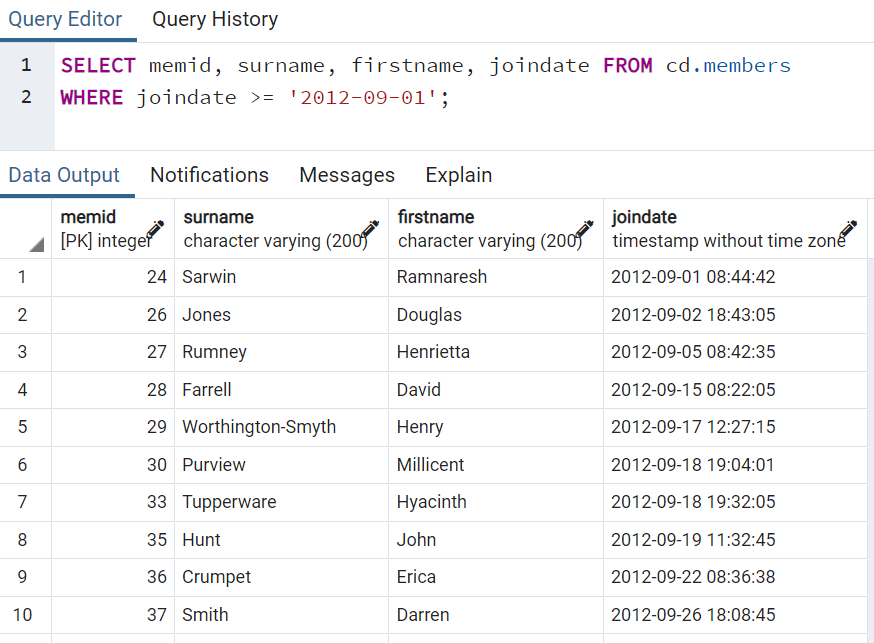 Query Editor Query History
1 SELECT memid, surname, firstname, joindate FROM cd.members
2 WHERE joindate >= '2012-09-01';
Data Output Notifications Messages Explain
memid surname firstname joindate
[PK] integer character varying (200) character varying (200) timestamp without time zone
1 24 Sarwin Ramnaresh 2012-09-01 08:44:42
2 26 Jones Douglas 2012-09-02 18:43:05
3 27 Rumney Henrietta 2012-09-05 08:42:35
4 28 Farrell David 2012-09-15 08:22:05
5 29 Worthington-Smyth Henry 2012-09-17 12:27:15
6 30 Purview Millicent 2012-09-18 19:04:01
7 33 Tupperware Hyacinth 2012-09-18 19:32:05
8 35 Hunt John 2012-09-19 11:32:45
9 36 Crumpet Erica 2012-09-22 08:36:38
10 37 Smith Darren 2012-09-26 18:08:45